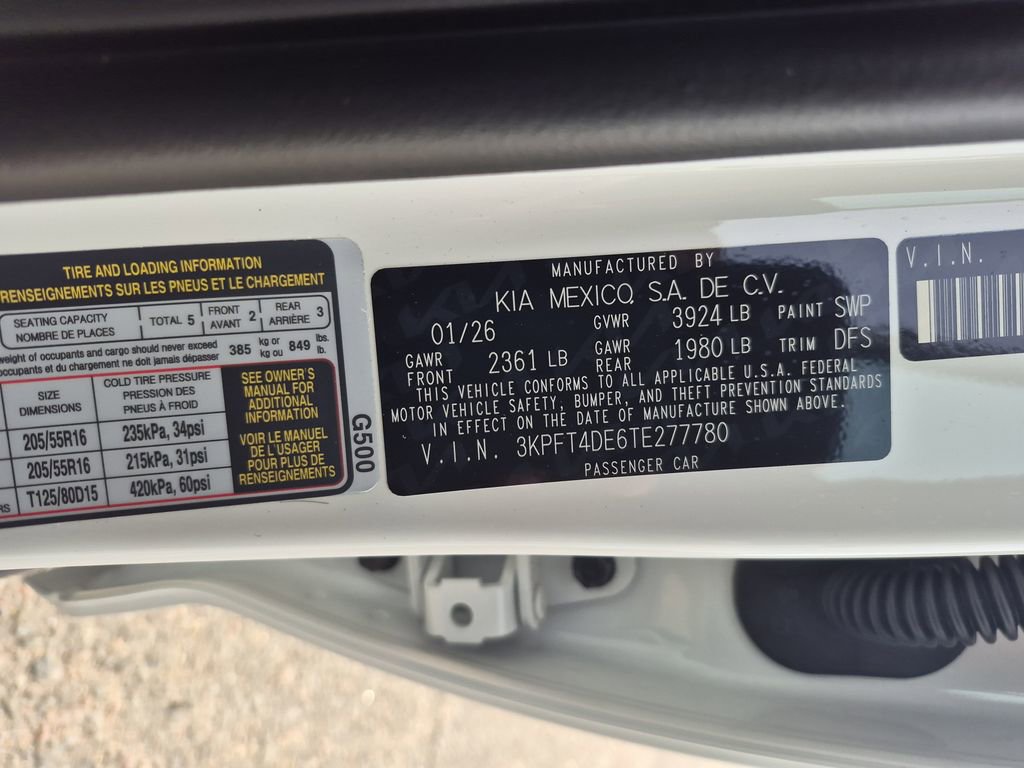 TIRE AND LOADING INFORMATION
RENSEIGNEMENTS SUR LES PNEUS ET LE CHARGEMENT
SEATING CAPACITY
NOMBRE DE PLACES
TOTAL 5
FRONT
AVANT 2
REAR
ARRIÈRE 3
weight of occupants and cargo should never exceed
occupants et du chargement ne doit jamais dépasser
385 kg or
kg ou 849 lbs.
lb.
SIZE
DIMENSIONS
COLD TIRE PRESSURE
PRESSION DES
PNEUS À FROID
205/55R16 235kPa, 34psi
205/55R16 215kPa, 31psi
T125/80D15 420kPa, 60psi
SEE OWNER'S
MANUAL FOR
ADDITIONAL
INFORMATION
VOIR LE MANUEL
DE L'USAGER
POUR PLUS DE
RENSEIGNEMENTS
G500
MANUFACTURED BY
KIA MEXICO, S.A. DE C.V.
01/26 GVWR 3924 LB PAINT SWP
GAWR
FRONT 2361 LB GAWR
REAR 1980 LB TRIM DFS
THIS VEHICLE CONFORMS TO ALL APPLICABLE U.S.A. FEDERAL
MOTOR VEHICLE SAFETY, BUMPER, AND THEFT PREVENTION STANDARDS
IN EFFECT ON THE DATE OF MANUFACTURE SHOWN ABOVE.
V.I.N. 3KPFT4DE6TE277780
PASSENGER CAR
V.I.N.